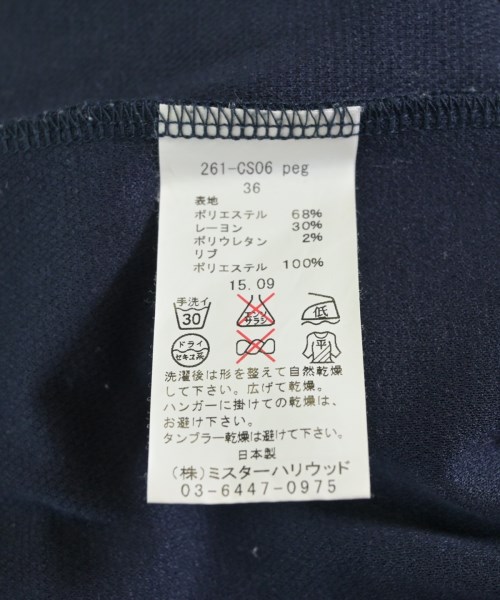 261-CS06 peg
36
表地
ポリエステル 68%
レーヨン 30%
ポリウレタン 2%
リブ
ポリエステル 100%
15.09
手洗イ
30
エンソ
サラシ
低
ドライ
セキユ系
平
洗濯後は形を整えて自然乾燥
して下さい。広げて乾燥。
ハンガーに掛けての乾燥は、
お避け下さい。
タンブラー乾燥は避けて下さい。
日本製
(株)ミスターハリウッド
03-6447-0975